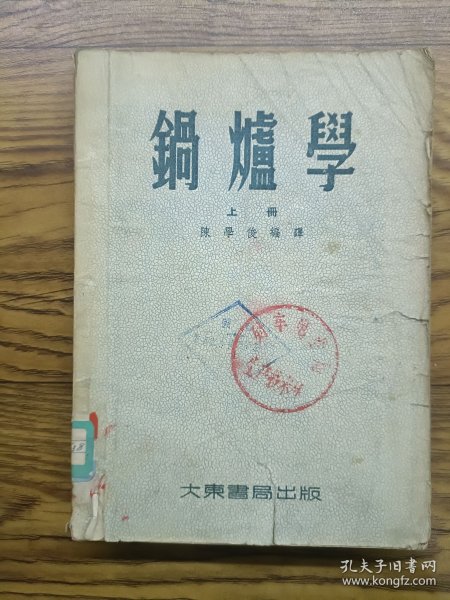 鍋爐學
上冊
陳學俊編譯
大東書局出版
孔夫子旧书网
www.kongfz.com